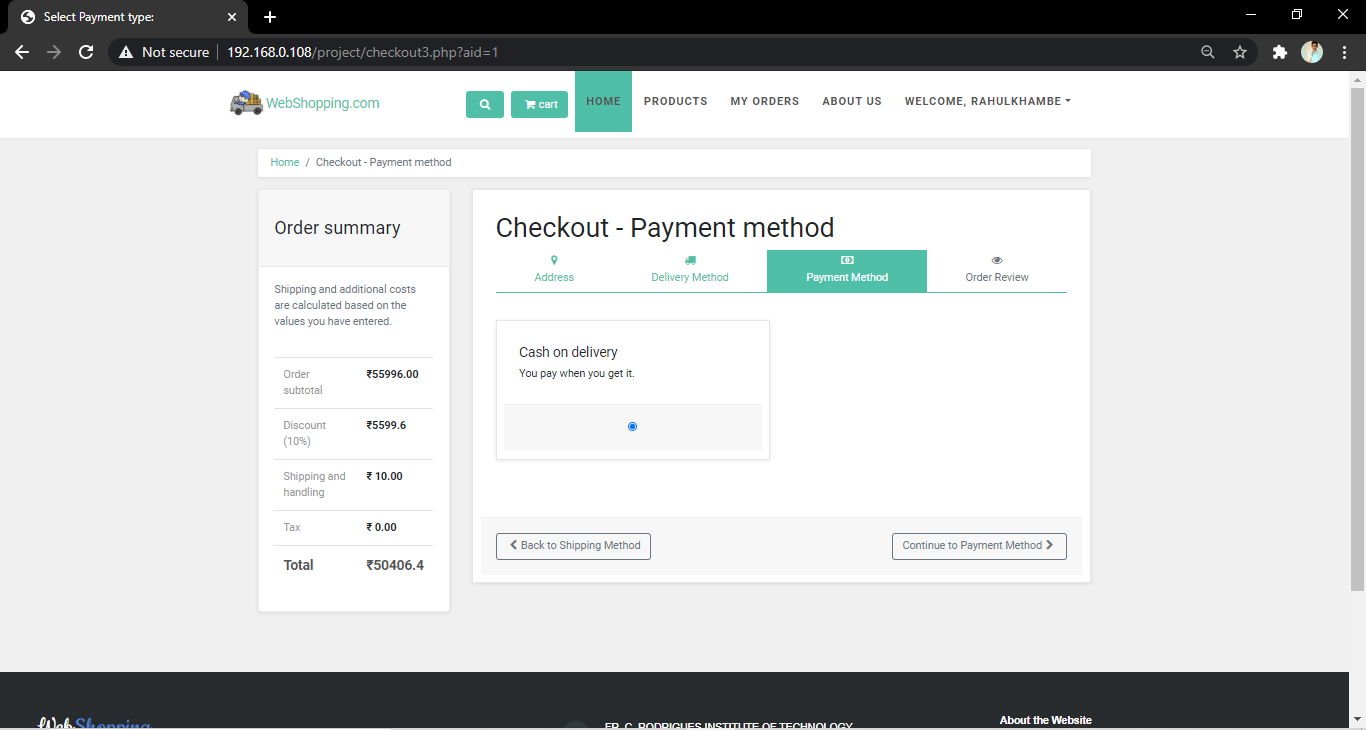 Select Payment type:
Not secure 192.168.0.108/project/checkout3.php?aid=1
WebShopping.com
cart
HOME
PRODUCTS
MY ORDERS
ABOUT US
WELCOME, RAHULKHAMBE
Home / Checkout - Payment method
Order summary
Shipping and additional costs
are calculated based on the
values you have entered.
Order
subtotal
₹55996.00
Discount
(10%)
₹5599.6
Shipping and
handling
₹ 10.00
Tax
₹ 0.00
Total
₹50406.4
Checkout - Payment method
Address
Delivery Method
Payment Method
Order Review
Cash on delivery
You pay when you get it.
Back to Shipping Method
Continue to Payment Method
WebShopping
FR. C. RODRIGUES INSTITUTE OF TECHNOLOGY
About the Website